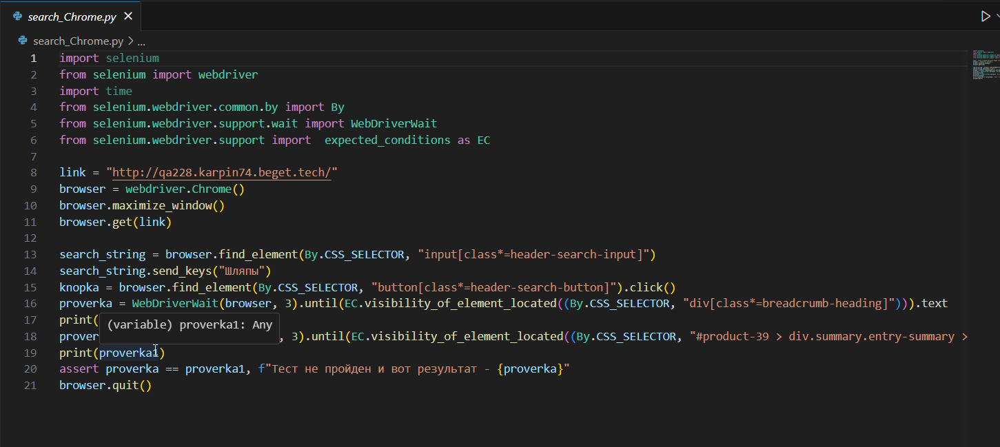 search_Chrome.py
search_Chrome.py > ...
1 import selenium
2 from selenium import webdriver
3 import time
4 from selenium.webdriver.common.by import By
5 from selenium.webdriver.support.wait import WebDriverWait
6 from selenium.webdriver.support import  expected_conditions as EC
7
8 link = "http://qa228.karpin74.beget.tech/"
9 browser = webdriver.Chrome()
10 browser.maximize_window()
11 browser.get(link)
12
13 search_string = browser.find_element(By.CSS_SELECTOR, "input[class*=header-search-input]")
14 search_string.send_keys("Шляпы")
15 knopka = browser.find_element(By.CSS_SELECTOR, "button[class*=header-search-button]").click()
16 proverka = WebDriverWait(browser, 3).until(EC.visibility_of_element_located((By.CSS_SELECTOR, "div[class*=breadcrumb-heading]"))).text
17 print(
(variable) proverka1: Any
18 prover , 3).until(EC.visibility_of_element_located((By.CSS_SELECTOR, "#product-39 > div.summary.entry-summary >
19 print(proverka1)
20 assert proverka == proverka1, f"Тест не пройден и вот результат - {proverka}"
21 browser.quit()